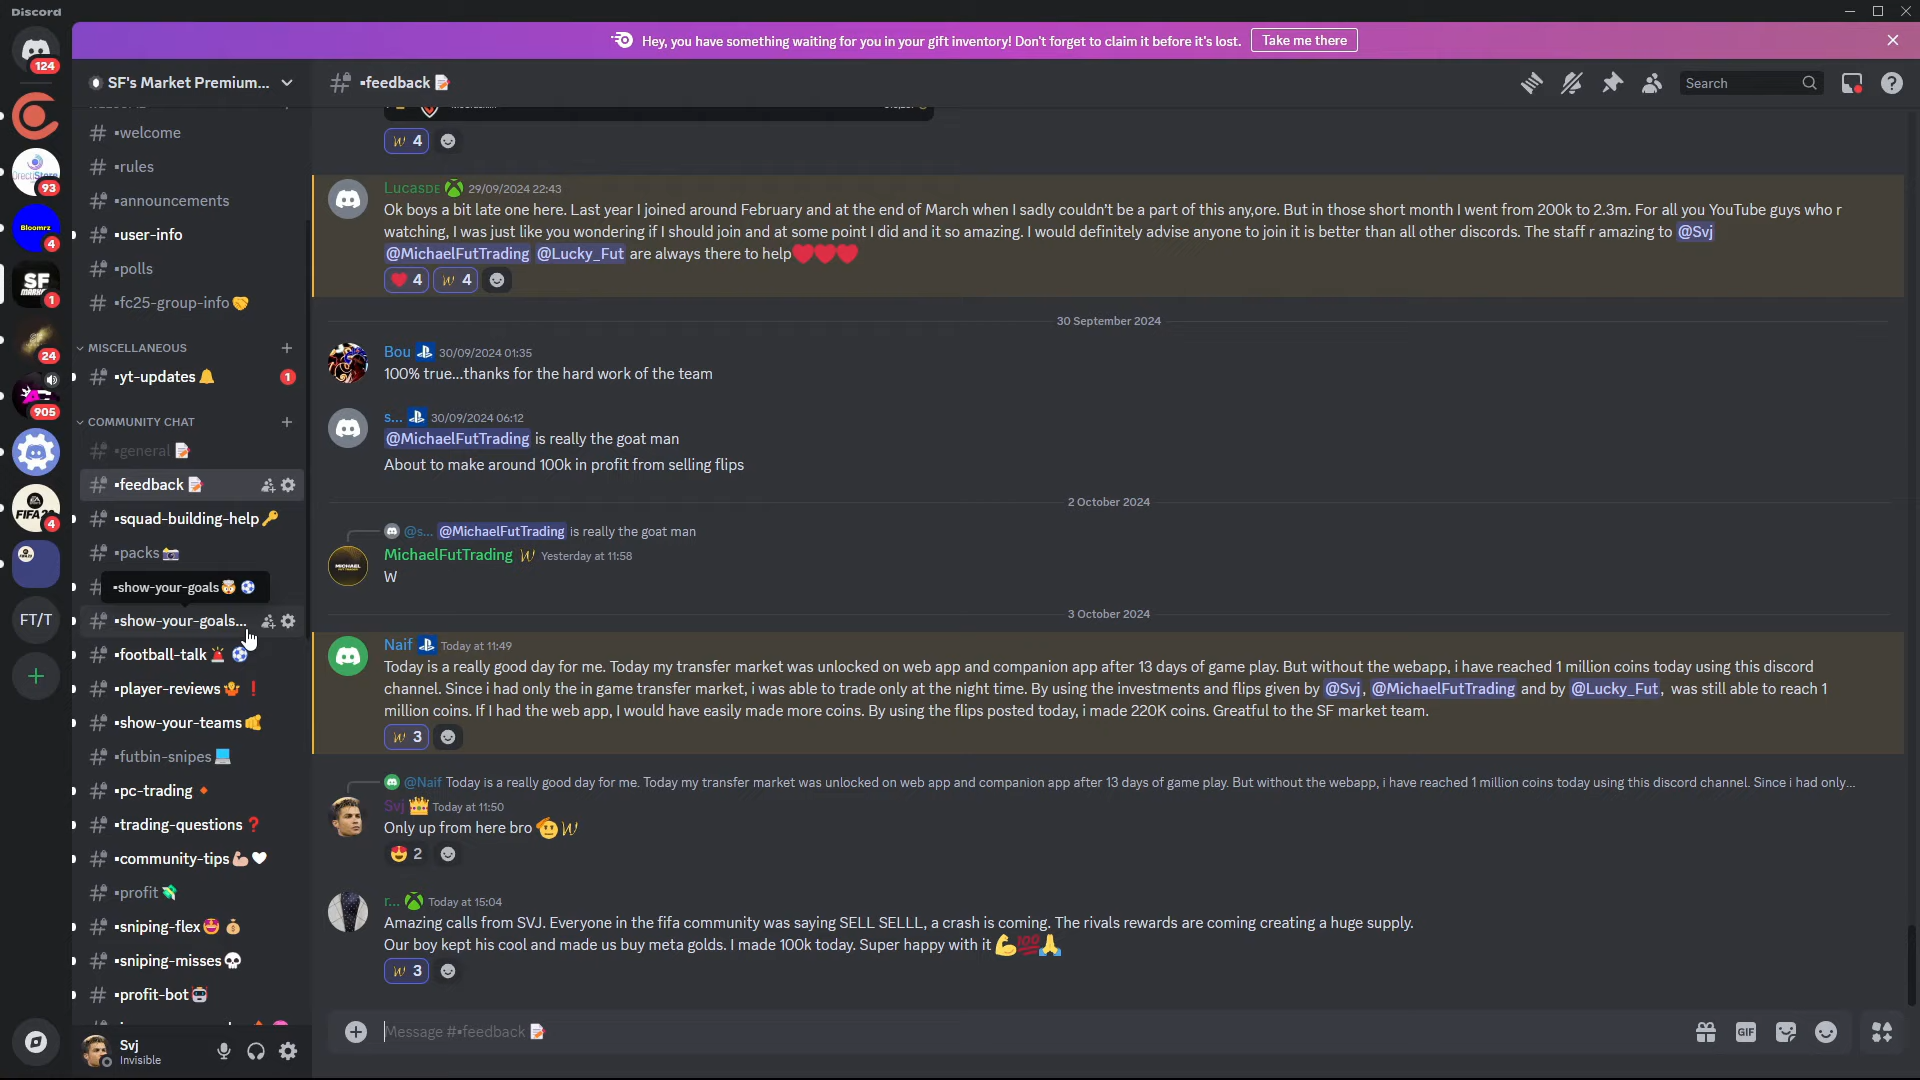 Discord
Hey, you have something waiting for you in your gift inventory! Don't forget to claim it before it's lost.
Take me there
124
93
Bloomrz
4
SF
1
24
905
FIFA
4
FT/T
SF's Market Premium...
▪welcome
▪rules
▪announcements
▪user-info
▪polls
▪fc25-group-info🤝
MISCELLANEOUS
▪yt-updates🔔
1
COMMUNITY CHAT
▪general📝
▪feedback📝
▪squad-building-help🔑
▪packs📸
▪show-your-goals🤯⚽
▪show-your-goals...
▪football-talk🚨⚽
▪player-reviews🤷❗
▪show-your-teams🫵
▪futbin-snipes💻
▪pc-trading🔸
▪trading-questions❓
▪community-tips💪🏼🤍
▪profit💸
▪sniping-flex🤩💰
▪sniping-misses💀
▪profit-bot🤖
Svj
Invisible
▪feedback📝
Search
W 4
LucasDE 29/09/2024 22:43
Ok boys a bit late one here. Last year I joined around February and at the end of March when I sadly couldn't be a part of this any,ore. But in those short month I went from 200k to 2.3m. For all you YouTube guys who r
watching, I was just like you wondering if I should join and at some point I did and it so amazing. I would definitely advise anyone to join it is better than all other discords. The staff r amazing to @Svj
@MichaelFutTrading @Lucky_Fut are always there to help❤️❤️❤️
❤️ 4 W 4
30 September 2024
Bou 30/09/2024 01:35
100% true...thanks for the hard work of the team
s... 30/09/2024 06:12
@MichaelFutTrading is really the goat man
About to make around 100k in profit from selling flips
2 October 2024
@s... @MichaelFutTrading is really the goat man
MichaelFutTrading W Yesterday at 11:58
W
3 October 2024
Naif Today at 11:49
Today is a really good day for me. Today my transfer market was unlocked on web app and companion app after 13 days of game play. But without the webapp, i have reached 1 million coins today using this discord
channel. Since i had only the in game transfer market, i was able to trade only at the night time. By using the investments and flips given by @Svj, @MichaelFutTrading and by @Lucky_Fut, was still able to reach 1
million coins. If I had the web app, I would have easily made more coins. By using the flips posted today, i made 220K coins. Greatful to the SF market team.
W 3
@Naif Today is a really good day for me. Today my transfer market was unlocked on web app and companion app after 13 days of game play. But without the webapp, i have reached 1 million coins today using this discord channel. Since i had only...
Svj 👑 Today at 11:50
Only up from here bro🫡W
😍 2
r... Today at 15:04
Amazing calls from SVJ. Everyone in the fifa community was saying SELL SELLL, a crash is coming. The rivals rewards are coming creating a huge supply.
Our boy kept his cool and made us buy meta golds. I made 100k today. Super happy with it💪💯🙏
W 3
Message #▪feedback📝
GIF